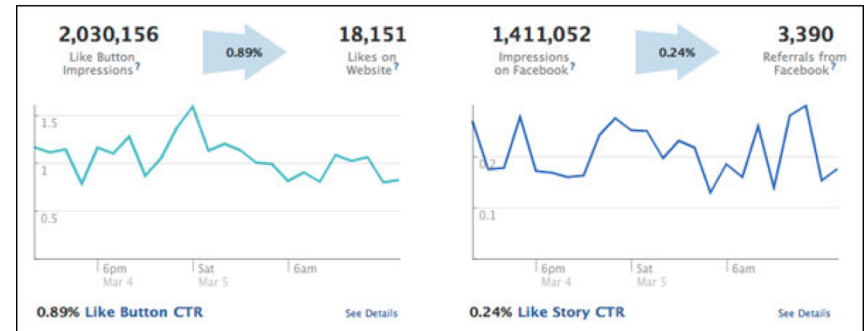 2,030,156
Like Button
Impressions?
0.89%
18,151
Likes on
Website?
1,411,052
Impressions
on Facebook?
0.24%
3,390
Referrals from
Facebook?
1.5
1
0.5
6pm
Mar 4
Sat
Mar 5
6am
0.2
0.1
6pm
Mar 4
Sat
Mar 5
6am
0.89% Like Button CTR
See Details
0.24% Like Story CTR
See Details